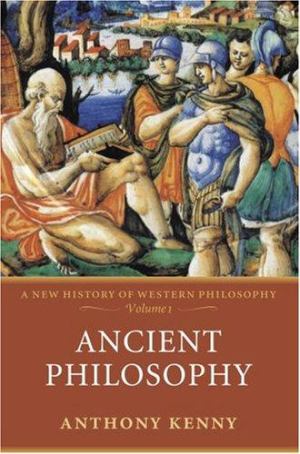 A NEW HISTORY OF WESTERN PHILOSOPHY
Volume 1
ANCIENT
PHILOSOPHY
ANTHONY KENNY